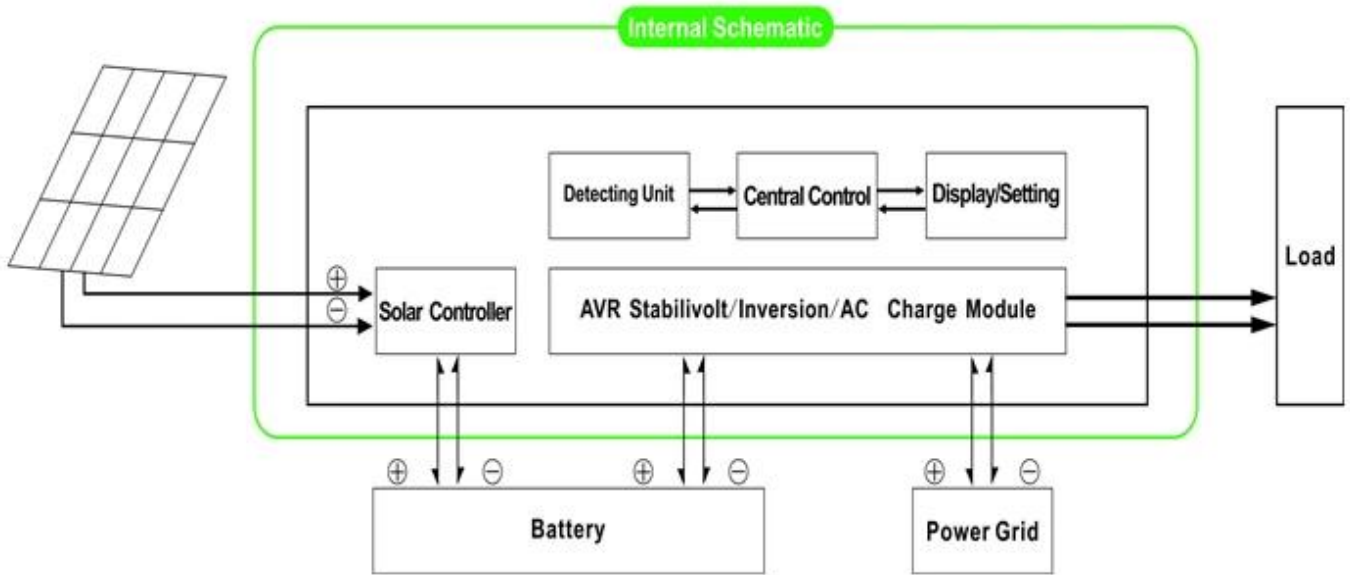 Internal Schematic
Detecting Unit
Central Control
Display/Setting
Load
⊕
⊖
Solar Controller
AVR Stabilivolt/Inversion/AC Charge Module
⊕ ⊖ ⊕ ⊖ ⊕ ⊖
Battery
Power Grid